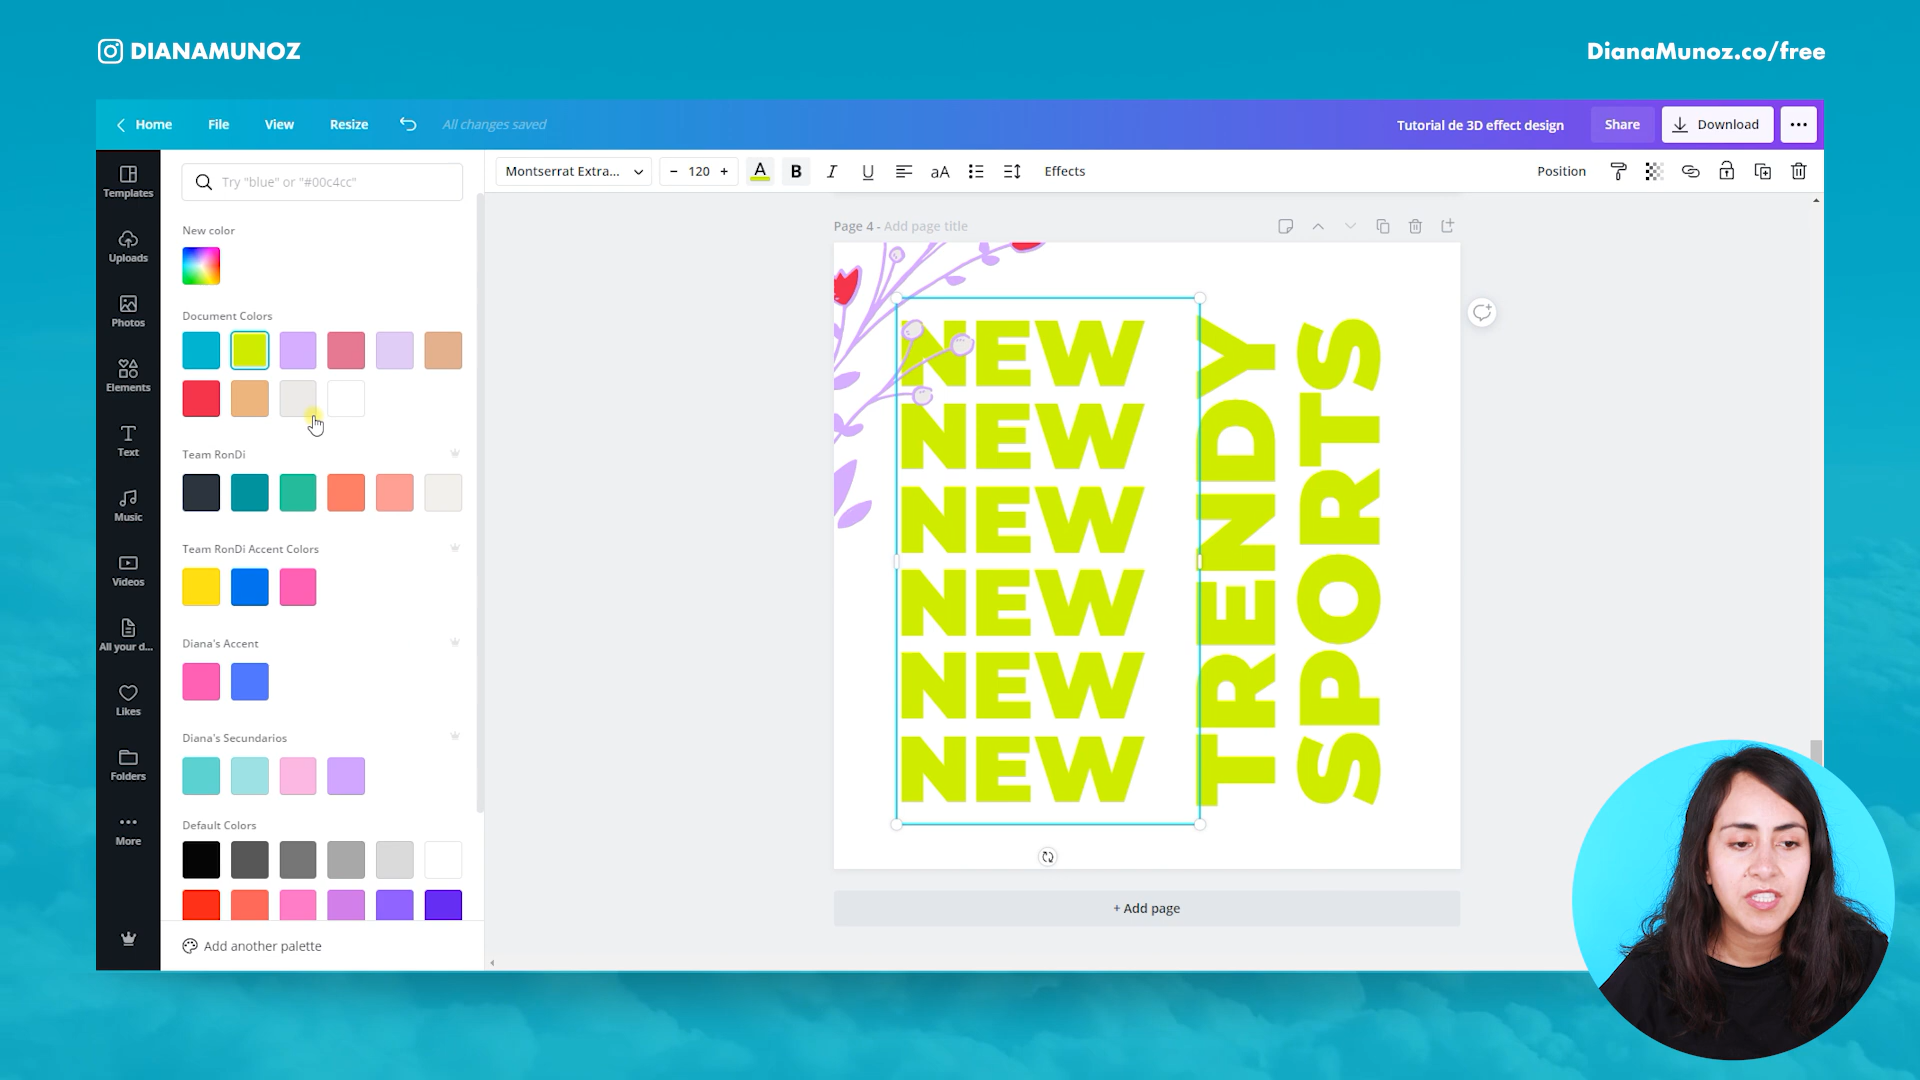 DIANAMUNOZ
DianaMunoz.co/free
Home File View Resize All changes saved
Tutorial de 3D effect design Share Download
Templates
Uploads
Photos
Elements
Text
Music
Videos
All your d...
Likes
Folders
More
Try "blue" or "#00c4cc"
New color
Document Colors
Team RonDi
Team RonDi Accent Colors
Diana's Accent
Diana's Secundarios
Default Colors
Add another palette
Montserrat Extra... – 120 + A B I U aA Effects Position
Page 4 - Add page title
NEW
NEW
NEW
NEW
NEW
NEW
TRENDY
SPORTS
+ Add page